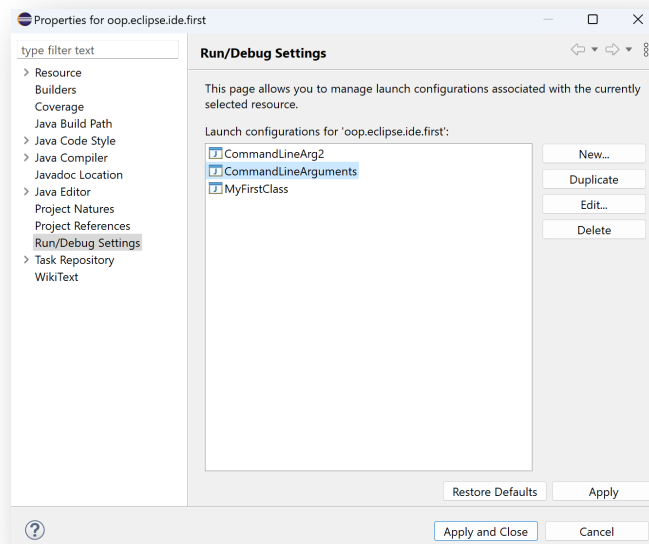 Properties for oop.eclipse.ide.first
type filter text
Resource
Builders
Coverage
Java Build Path
Java Code Style
Java Compiler
Javadoc Location
Java Editor
Project Natures
Project References
Run/Debug Settings
Task Repository
WikiText
Run/Debug Settings
This page allows you to manage launch configurations associated with the currently
selected resource.
Launch configurations for 'oop.eclipse.ide.first':
CommandLineArg2
CommandLineArguments
MyFirstClass
New...
Duplicate
Edit...
Delete
Restore Defaults
Apply
Apply and Close
Cancel